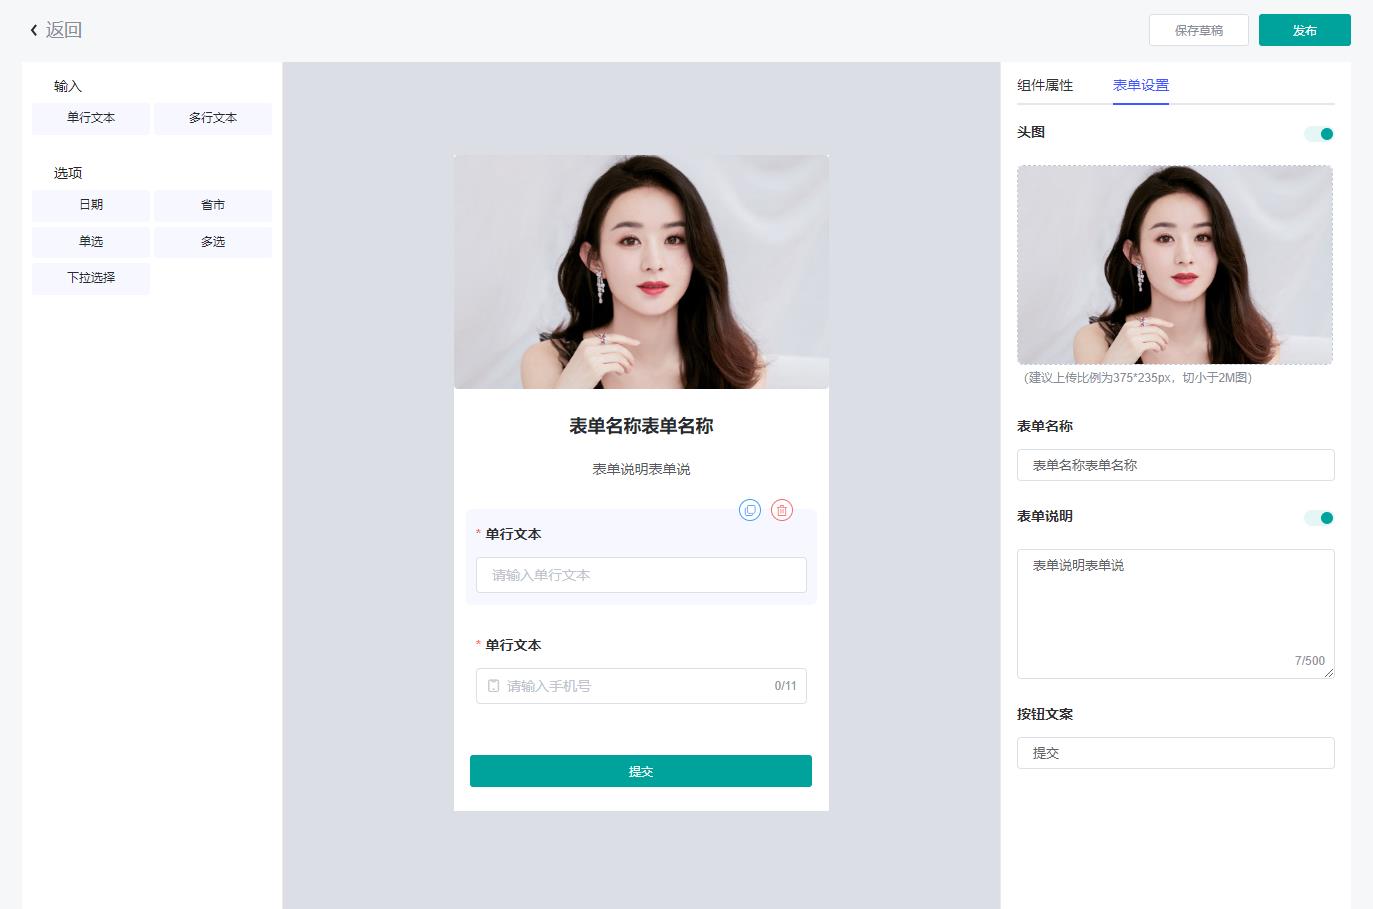 返回
保存草稿
发布
输入
单行文本
多行文本
选项
日期
省市
单选
多选
下拉选择
表单名称表单名称
表单说明表单说
* 单行文本
请输入单行文本
* 单行文本
请输入手机号 0/11
提交
组件属性
表单设置
头图
(建议上传比例为375*235px，切小于2M图)
表单名称
表单名称表单名称
表单说明
表单说明表单说
7/500
按钮文案
提交